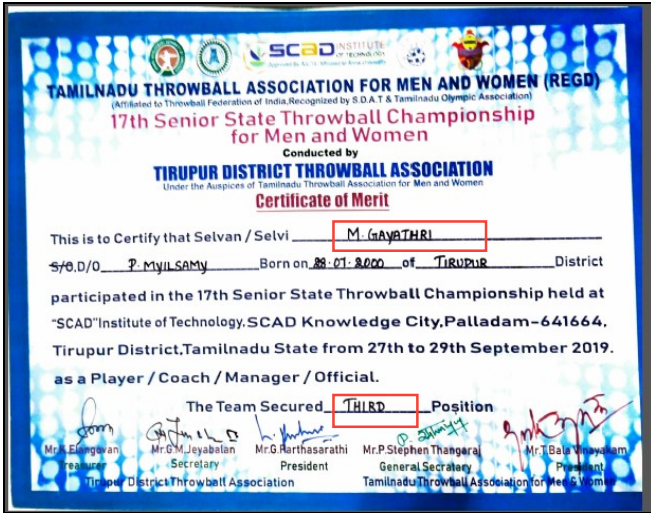 SCAD INSTITUTE
OF TECHNOLOGY
TAMILNADU THROWBALL ASSOCIATION FOR MEN AND WOMEN (REGD)
(Affiliated to Throwball Federation of India,Recognized by S.D.A.T & Tamilnadu Olympic Association)
17th Senior State Throwball Championship
for Men and Women
Conducted by
TIRUPUR DISTRICT THROWBALL ASSOCIATION
Under the Auspices of Tamilnadu Throwball Association for Men and Women
Certificate of Merit
This is to Certify that Selvan / Selvi M. GAYATHRI
S/O.D/O P. MYILSAMY Born on 28.07.2000 of TIRUPUR District
participated in the 17th Senior State Throwball Championship held at
"SCAD"Institute of Technology.SCAD Knowledge City,Palladam-641664,
Tirupur District,Tamilnadu State from 27th to 29th September 2019.
as a Player / Coach / Manager / Official.
The Team Secured THIRD Position
Mr.K.Elangovan Mr.G.M.Jeyabalan Mr.G.Parthasarathi Mr.P.Stephen Thangaraj Mr.T.Bala Vinayakam
Treasurer Secretary President General Secratary President
Tirupur District Throwball Association Tamilnadu Throwball Association for Men & Women